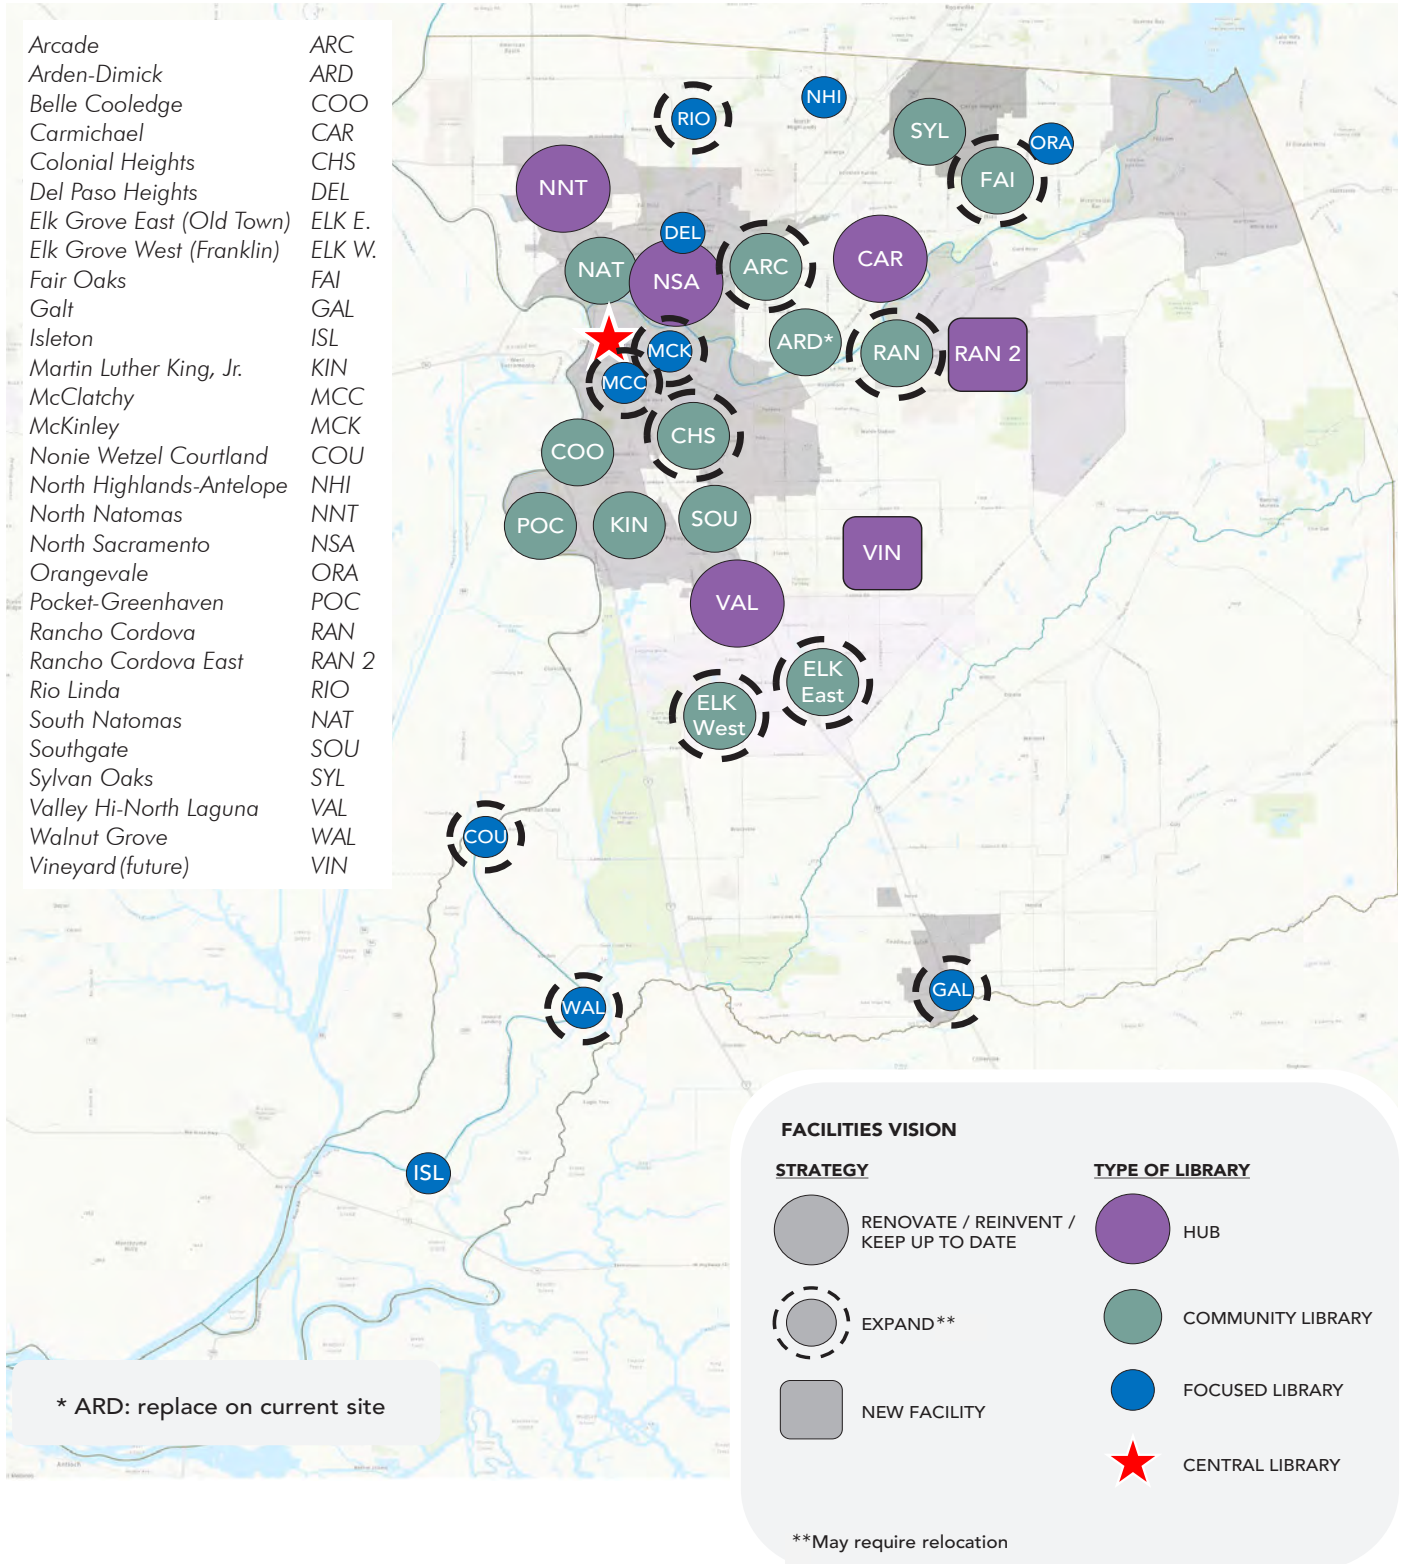 Arcade ARC
Arden-Dimick ARD
Belle Cooledge COO
Carmichael CAR
Colonial Heights CHS
Del Paso Heights DEL
Elk Grove East (Old Town) ELK E.
Elk Grove West (Franklin) ELK W.
Fair Oaks FAI
Galt GAL
Isleton ISL
Martin Luther King, Jr. KIN
McClatchy MCC
McKinley MCK
Nonie Wetzel Courtland COU
North Highlands-Antelope NHI
North Natomas NNT
North Sacramento NSA
Orangevale ORA
Pocket-Greenhaven POC
Rancho Cordova RAN
Rancho Cordova East RAN 2
Rio Linda RIO
South Natomas NAT
Southgate SOU
Sylvan Oaks SYL
Valley Hi-North Laguna VAL
Walnut Grove WAL
Vineyard (future) VIN
NHI
RIO
SYL
ORA
FAI
NNT
DEL
NAT
NSA
ARC
CAR
ARD*
RAN
RAN 2
MCK
MCC
CHS
COO
POC
KIN
SOU
VIN
VAL
ELK
East
ELK
West
COU
WAL
GAL
ISL
FACILITIES VISION
STRATEGY
RENOVATE / REINVENT /
KEEP UP TO DATE
EXPAND**
NEW FACILITY
TYPE OF LIBRARY
HUB
COMMUNITY LIBRARY
FOCUSED LIBRARY
CENTRAL LIBRARY
**May require relocation
* ARD: replace on current site